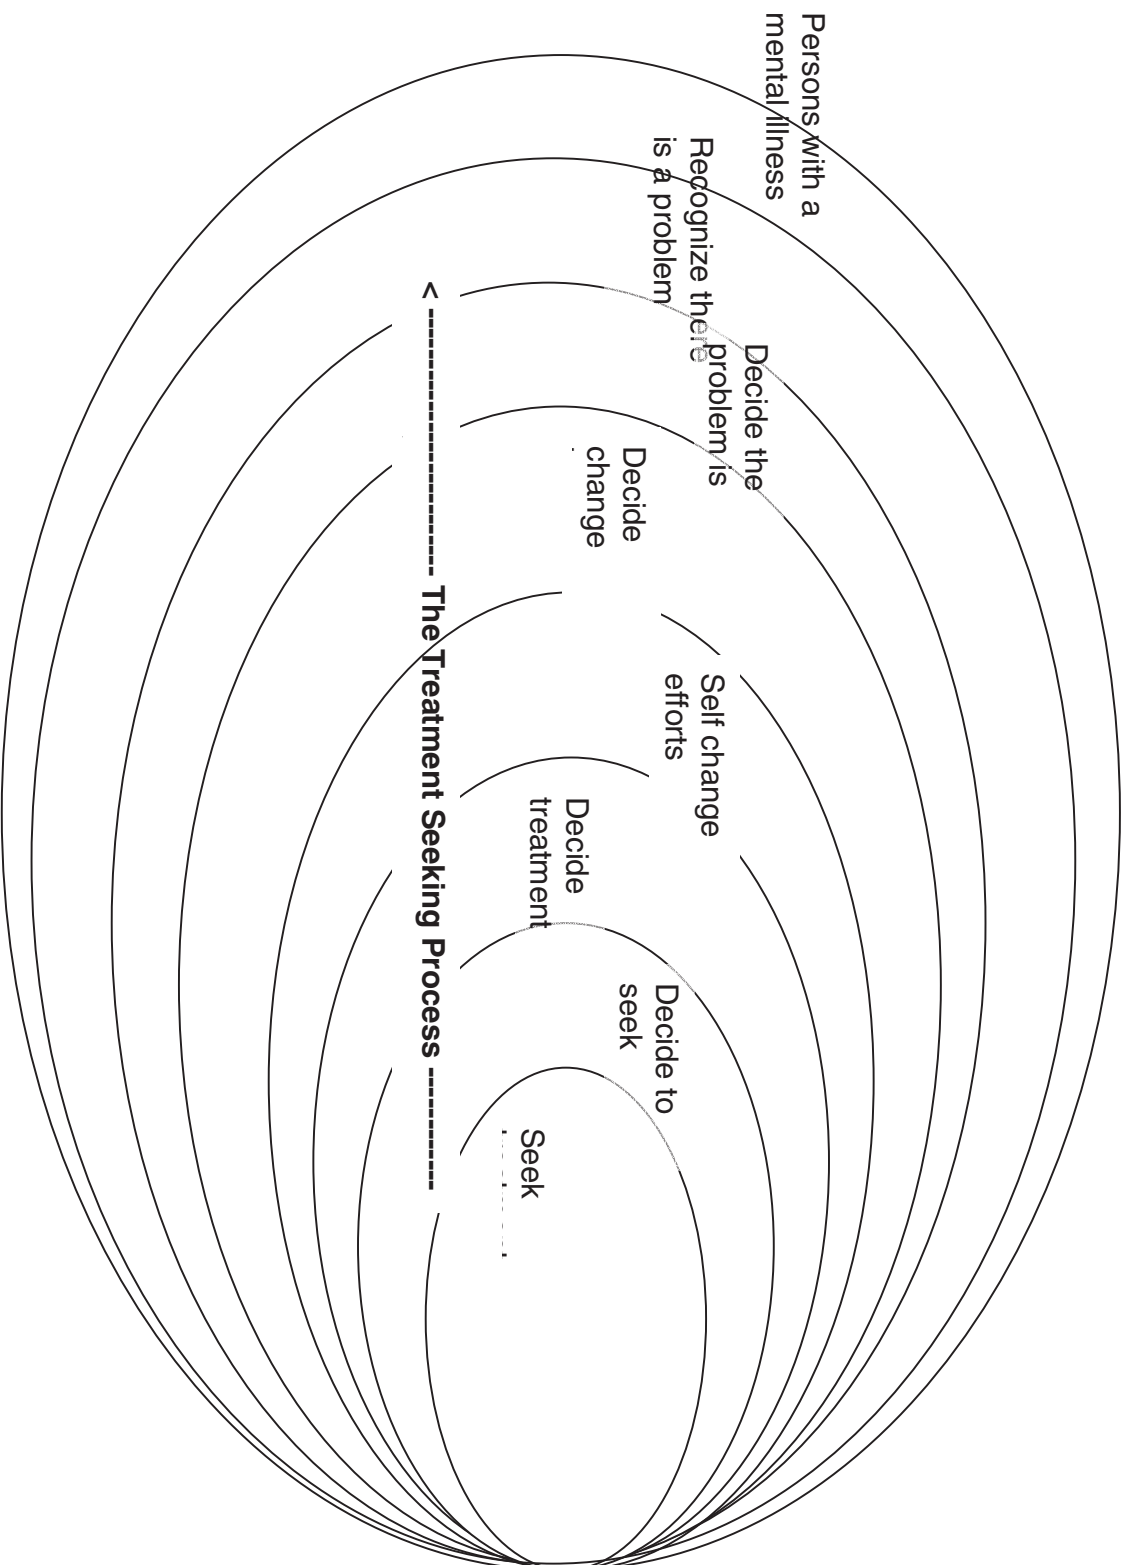 Persons with a
mental illness
Recognize there
is a problem
Decide the
problem is
Decide
change
Self change
efforts
Decide
treatment
Decide to
seek
Seek
< ---------------------------- The Treatment Seeking Process -------------